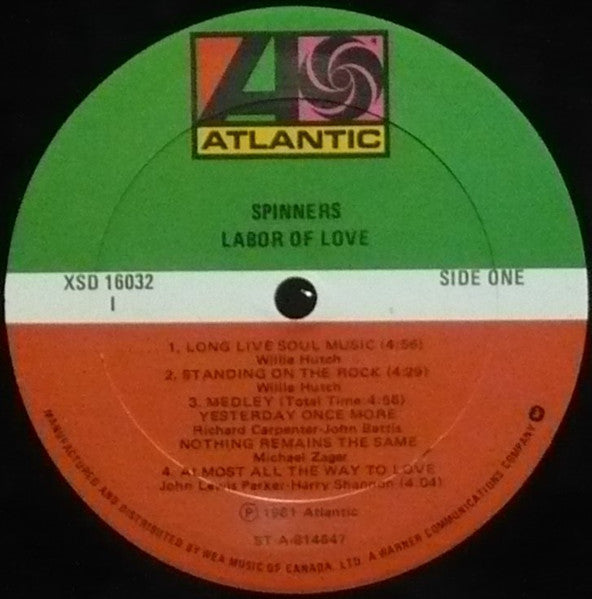 ATLANTIC
SPINNERS
LABOR OF LOVE
XSD 16032
1
SIDE ONE
1. LONG LIVE SOUL MUSIC (4:56)
Willie Hutch
2. STANDING ON THE ROCK (4:29)
Willie Hutch
3. MEDLEY (Total Time: 4:58)
YESTERDAY ONCE MORE
Richard Carpenter-John Bettis
NOTHING REMAINS THE SAME
Michael Zager
4. ALMOST ALL THE WAY TO LOVE
John Lewis Parker-Harry Shannon (4:04)
Ⓟ 1981 Atlantic
ST A-814647
MANUFACTURED AND DISTRIBUTED BY WEA MUSIC OF CANADA, LTD. A WARNER COMMUNICATIONS COMPANY